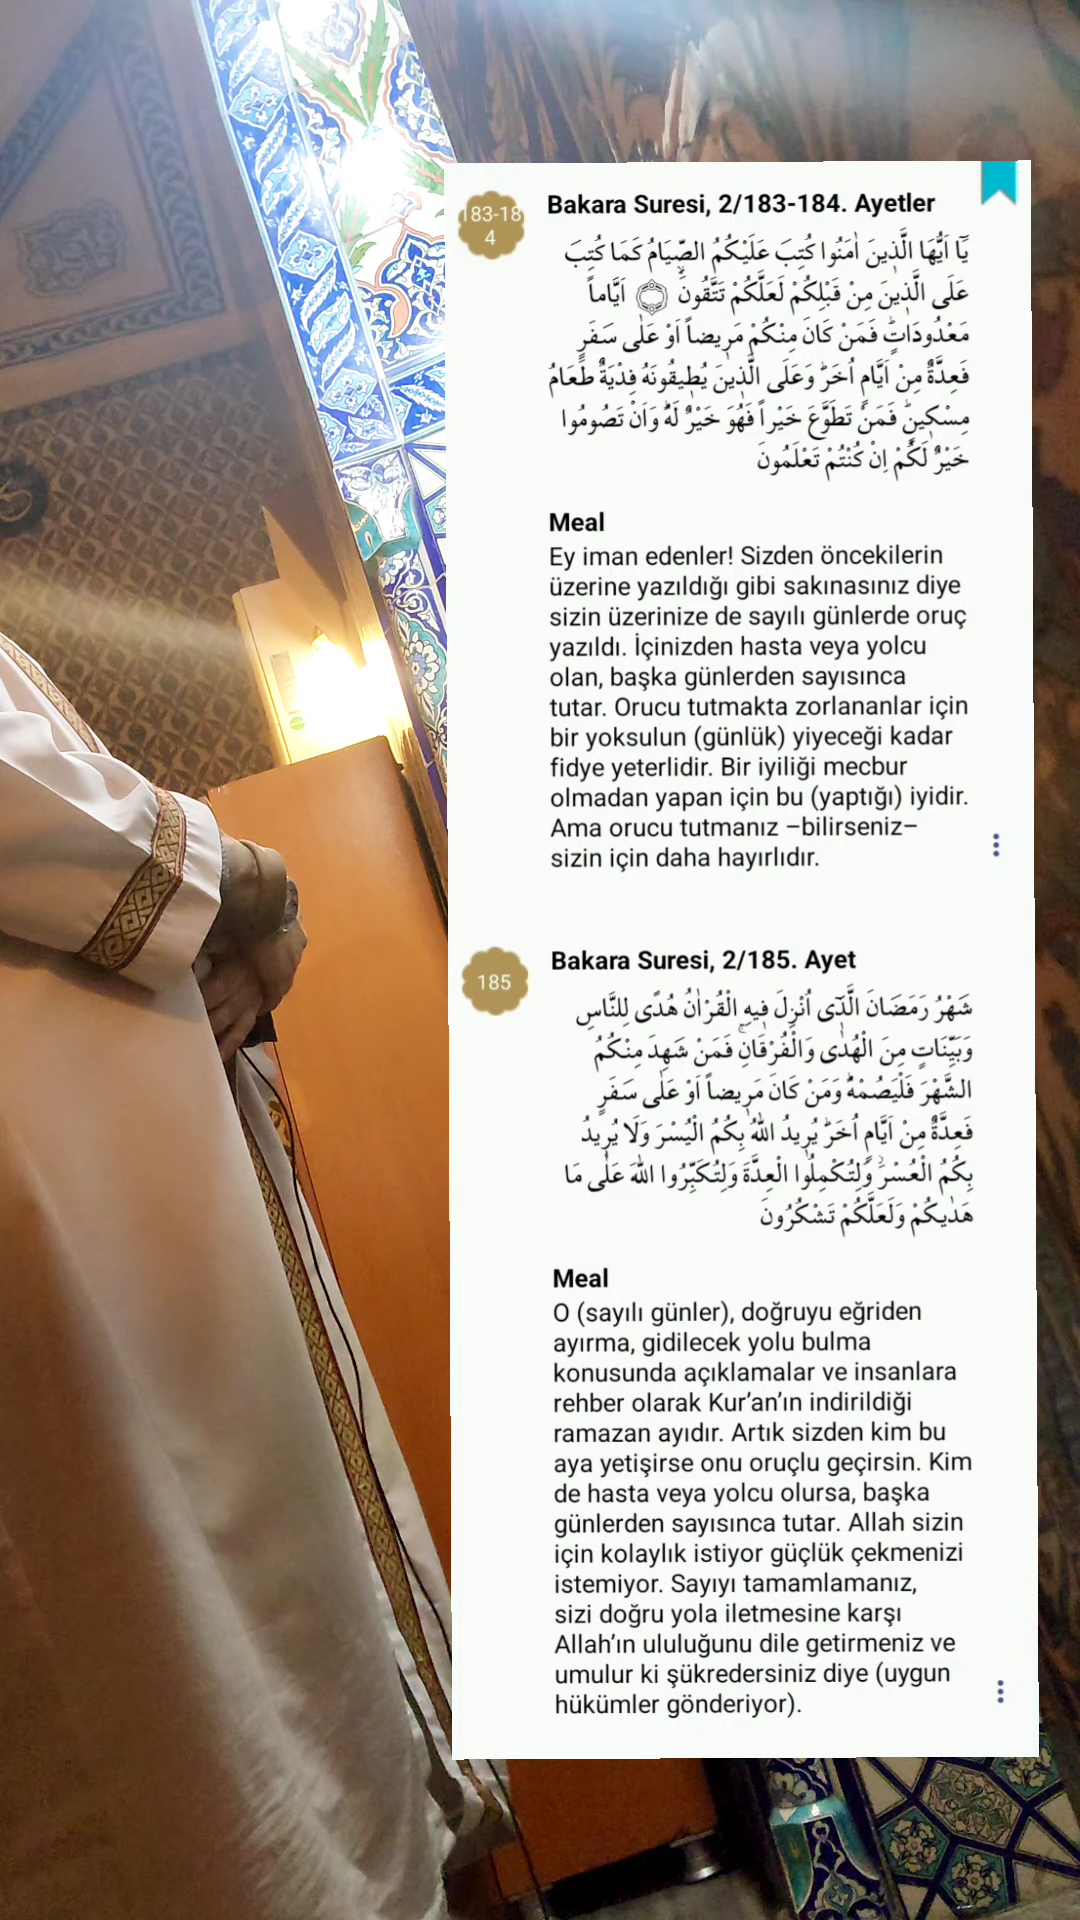 183-18
4
Bakara Suresi, 2/183-184. Ayetler
يَٓا اَيُّهَا الَّذ۪ينَ اٰمَنُوا كُتِبَ عَلَيْكُمُ الصِّيَامُ كَمَا كُتِبَ
عَلَى الَّذ۪ينَ مِنْ قَبْلِكُمْ لَعَلَّكُمْ تَتَّقُونَۙ ۝ اَيَّاماً
مَعْدُودَاتٍۜ فَمَنْ كَانَ مِنْكُمْ مَر۪يضاً اَوْ عَلٰى سَفَرٍ
فَعِدَّةٌ مِنْ اَيَّامٍ اُخَرَۜ وَعَلَى الَّذ۪ينَ يُط۪يقُونَهُ فِدْيَةٌ طَعَامُ
مِسْك۪ينٍۜ فَمَنْ تَطَوَّعَ خَيْراً فَهُوَ خَيْرٌ لَهُۜ وَاَنْ تَصُومُوا
خَيْرٌ لَكُمْ اِنْ كُنْتُمْ تَعْلَمُونَ
Meal
Ey iman edenler! Sizden öncekilerin
üzerine yazıldığı gibi sakınasınız diye
sizin üzerinize de sayılı günlerde oruç
yazıldı. İçinizden hasta veya yolcu
olan, başka günlerden sayısınca
tutar. Orucu tutmakta zorlananlar için
bir yoksulun (günlük) yiyeceği kadar
fidye yeterlidir. Bir iyiliği mecbur
olmadan yapan için bu (yaptığı) iyidir.
Ama orucu tutmanız –bilirseniz–
sizin için daha hayırlıdır.
185
Bakara Suresi, 2/185. Ayet
شَهْرُ رَمَضَانَ الَّذ۪ٓى اُنْزِلَ ف۪يهِ الْقُرْاٰنُ هُدًى لِلنَّاسِ
وَبَيِّنَاتٍ مِنَ الْهُدٰى وَالْفُرْقَانِۚ فَمَنْ شَهِدَ مِنْكُمُ
الشَّهْرَ فَلْيَصُمْهُۜ وَمَنْ كَانَ مَر۪يضاً اَوْ عَلٰى سَفَرٍ
فَعِدَّةٌ مِنْ اَيَّامٍ اُخَرَۜ يُر۪يدُ اللّٰهُ بِكُمُ الْيُسْرَ وَلَا يُر۪يدُ
بِكُمُ الْعُسْرَۘ وَلِتُكْمِلُوا الْعِدَّةَ وَلِتُكَبِّرُوا اللّٰهَ عَلٰى مَا
هَدٰيكُمْ وَلَعَلَّكُمْ تَشْكُرُونَ
Meal
O (sayılı günler), doğruyu eğriden
ayırma, gidilecek yolu bulma
konusunda açıklamalar ve insanlara
rehber olarak Kur’an’ın indirildiği
ramazan ayıdır. Artık sizden kim bu
aya yetişirse onu oruçlu geçirsin. Kim
de hasta veya yolcu olursa, başka
günlerden sayısınca tutar. Allah sizin
için kolaylık istiyor güçlük çekmenizi
istemiyor. Sayıyı tamamlamanız,
sizi doğru yola iletmesine karşı
Allah’ın ululuğunu dile getirmeniz ve
umulur ki şükredersiniz diye (uygun
hükümler gönderiyor).